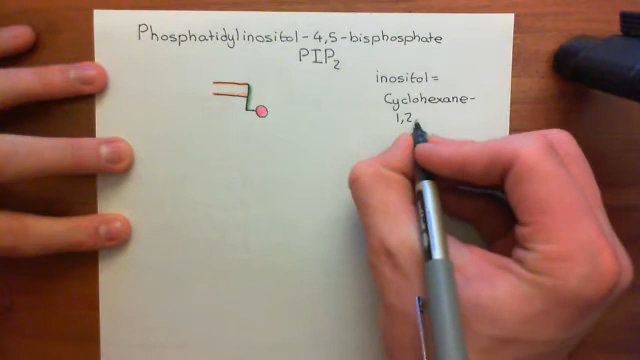 Phosphatidylinositol-4,5-bisphosphate
PIP2
inositol=
Cyclohexane-
1,2